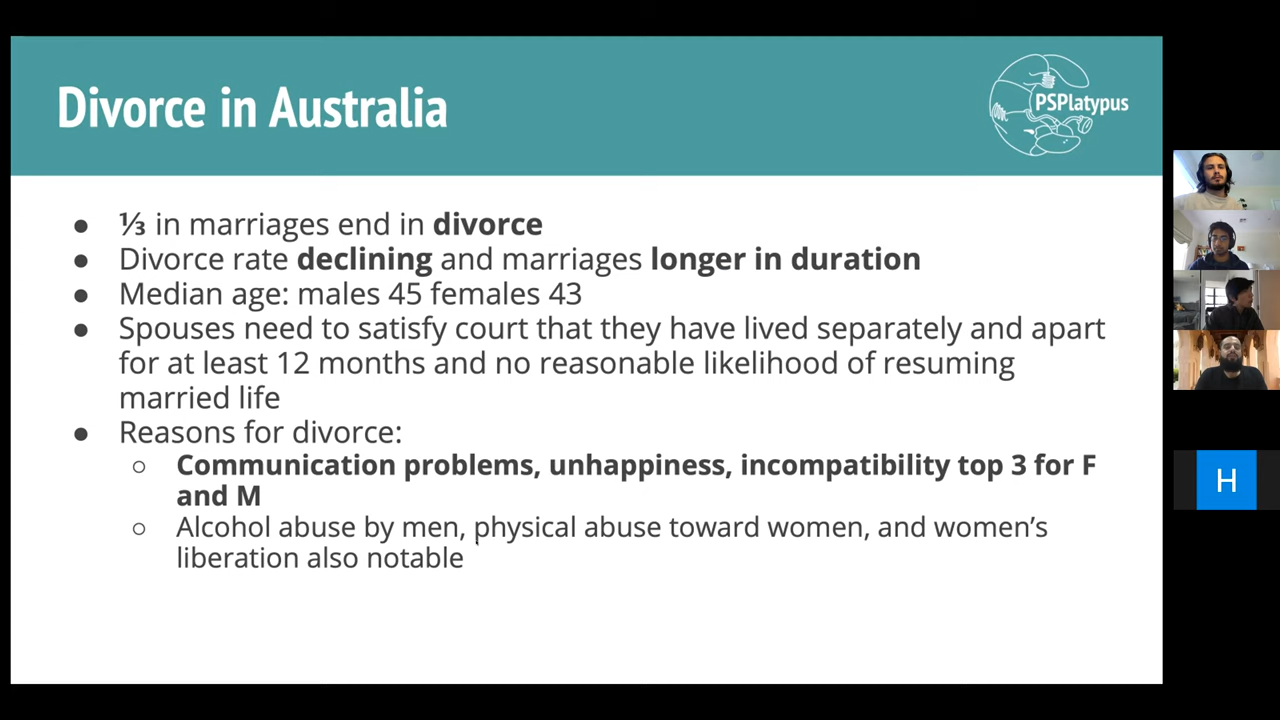 Divorce in Australia
PSPlatypus
● ⅓ in marriages end in divorce
● Divorce rate declining and marriages longer in duration
● Median age: males 45 females 43
● Spouses need to satisfy court that they have lived separately and apart
for at least 12 months and no reasonable likelihood of resuming
married life
● Reasons for divorce:
○ Communication problems, unhappiness, incompatibility top 3 for F
and M
○ Alcohol abuse by men, physical abuse toward women, and women’s
liberation also notable
H